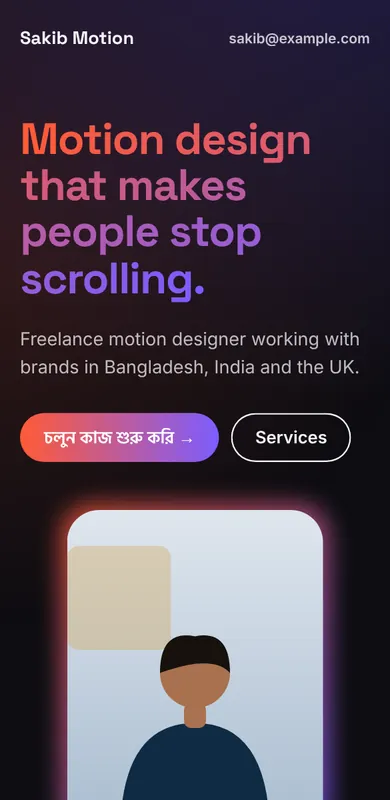 Sakib Motion
sakib@example.com
Motion design
that makes
people stop
scrolling.
Freelance motion designer working with
brands in Bangladesh, India and the UK.
চলুন কাজ শুরু করি →
Services